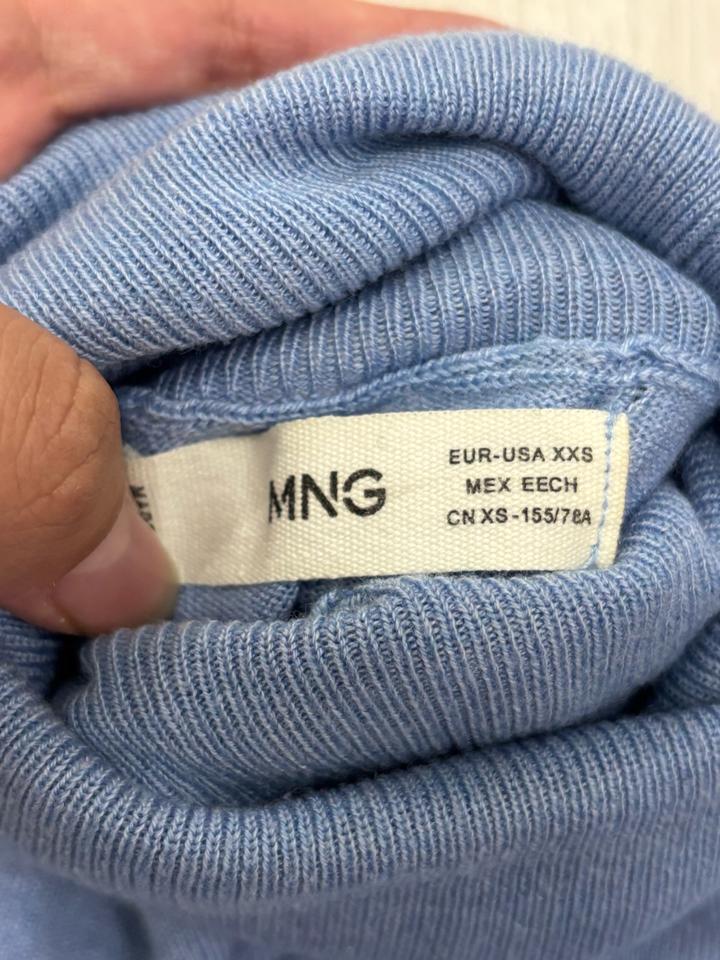 MNG
EUR-USA XXS
MEX EECH
CN XS-155/78A